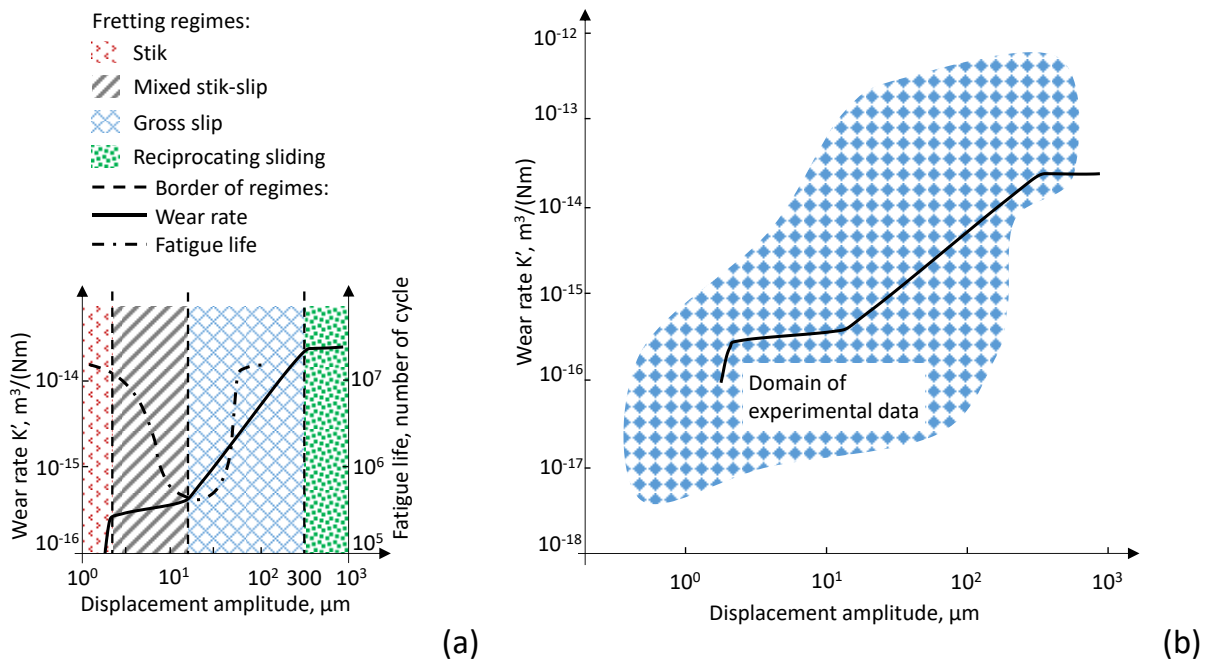 Fretting regimes:
Stik
Mixed stik-slip
Gross slip
Reciprocating sliding
Border of regimes:
Wear rate
Fatigue life
Wear rate K', m³/(Nm)
10⁻¹⁴
10⁻¹⁵
10⁻¹⁶
10⁷
10⁶
10⁵
Fatigue life, number of cycle
10⁰ 10¹ 10² 300 10³
Displacement amplitude, µm
(a)
Wear rate K', m³/(Nm)
10⁻¹²
10⁻¹³
10⁻¹⁴
10⁻¹⁵
10⁻¹⁶
10⁻¹⁷
10⁻¹⁸
Domain of
experimental data
10⁰ 10¹ 10² 10³
Displacement amplitude, µm
(b)